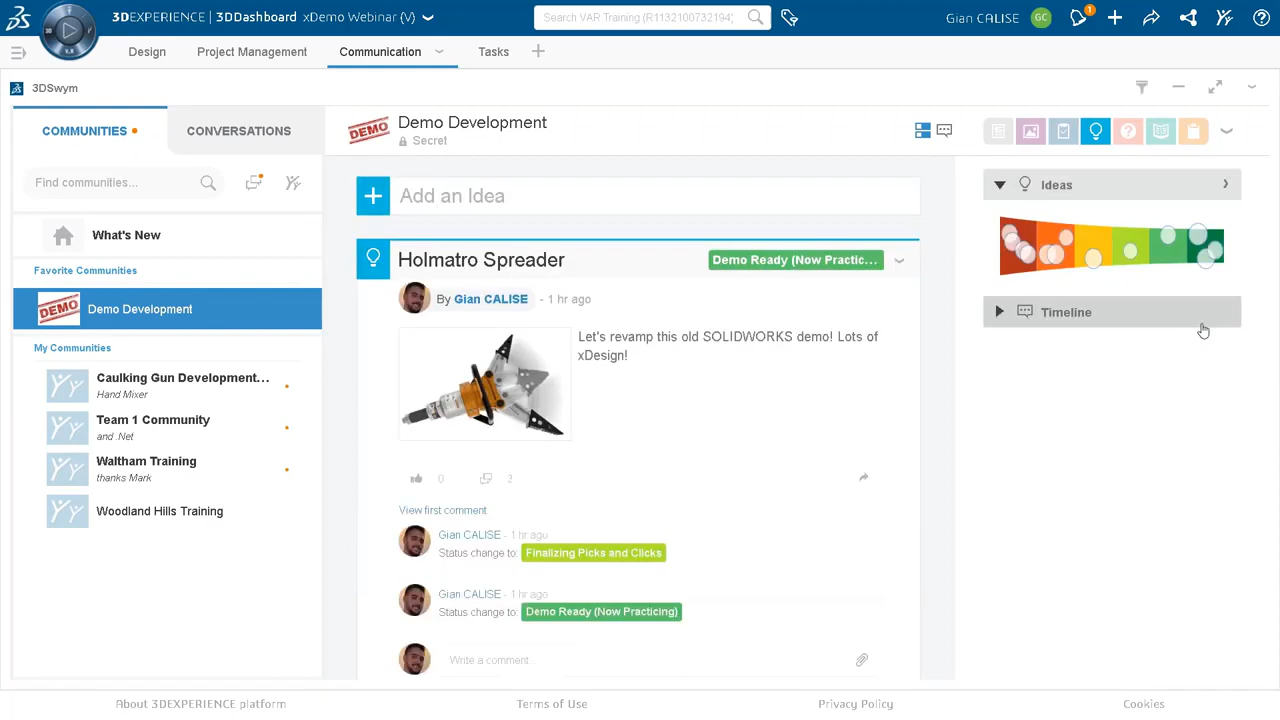 3DEXPERIENCE | 3DDashboard xDemo Webinar (V)
Search VAR Training (R1132100732194)
Gian CALISE GC 1
3D V.R
Design Project Management Communication Tasks
3DSwym
COMMUNITIES CONVERSATIONS
Find communities...
What's New
Favorite Communities
DEMO Demo Development
My Communities
Caulking Gun Development...
Hand Mixer
Team 1 Community
and .Net
Waltham Training
thanks Mark
Woodland Hills Training
DEMO Demo Development
Secret
Add an Idea
Holmatro Spreader Demo Ready (Now Practic...
By Gian CALISE - 1 hr ago
Let's revamp this old SOLIDWORKS demo! Lots of
xDesign!
0 2
View first comment
Gian CALISE - 1 hr ago
Status change to: Finalizing Picks and Clicks
Gian CALISE - 1 hr ago
Status change to: Demo Ready (Now Practicing)
Write a comment...
Ideas
Timeline
About 3DEXPERIENCE platform Terms of Use Privacy Policy Cookies